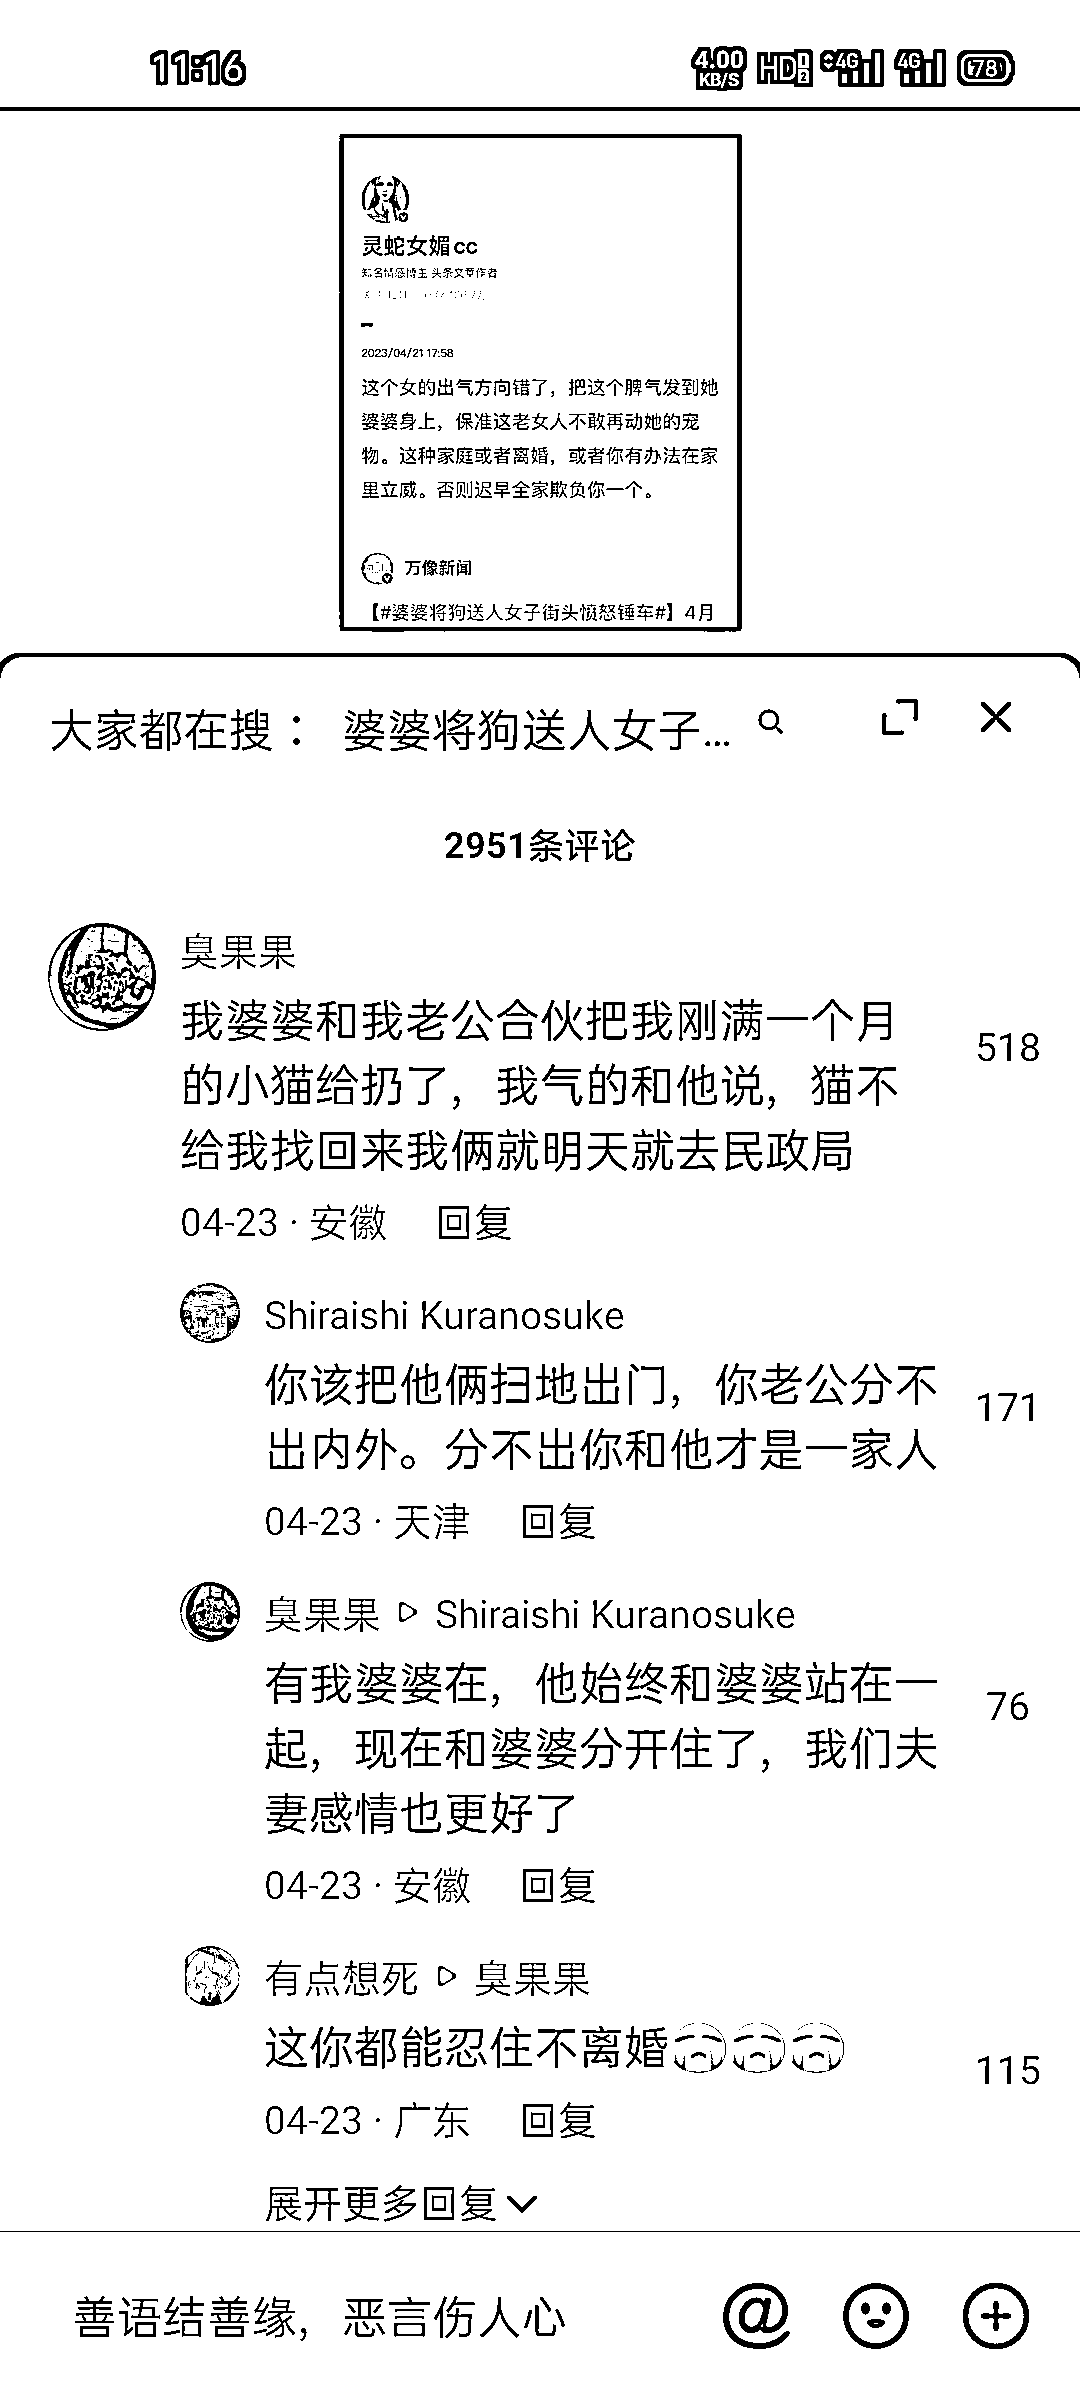 11:16
4.00 KB/S HD 1 2 4G 4G 78
灵蛇女媚cc
知名情感博主 头条文章作者
2023/04/21 17:58
这个女的出气方向错了，把这个脾气发到她
婆婆身上，保准这老女人不敢再动她的宠
物。这种家庭或者离婚，或者你有办法在家
里立威。否则迟早全家欺负你一个。
万像新闻
【#婆婆将狗送人女子街头愤怒锤车#】4月
大家都在搜：婆婆将狗送人女子...
2951条评论
臭果果
我婆婆和我老公合伙把我刚满一个月
的小猫给扔了，我气的和他说，猫不
给我找回来我俩就明天就去民政局
518
04-23 · 安徽 回复
Shiraishi Kuranosuke
你该把他俩扫地出门，你老公分不
出内外。分不出你和他才是一家人
171
04-23 · 天津 回复
臭果果 ▷ Shiraishi Kuranosuke
有我婆婆在，他始终和婆婆站在一
起，现在和婆婆分开住了，我们夫
妻感情也更好了
76
04-23 · 安徽 回复
有点想死 ▷ 臭果果
这你都能忍住不离婚😭😭😭
115
04-23 · 广东 回复
展开更多回复
善语结善缘，恶言伤人心